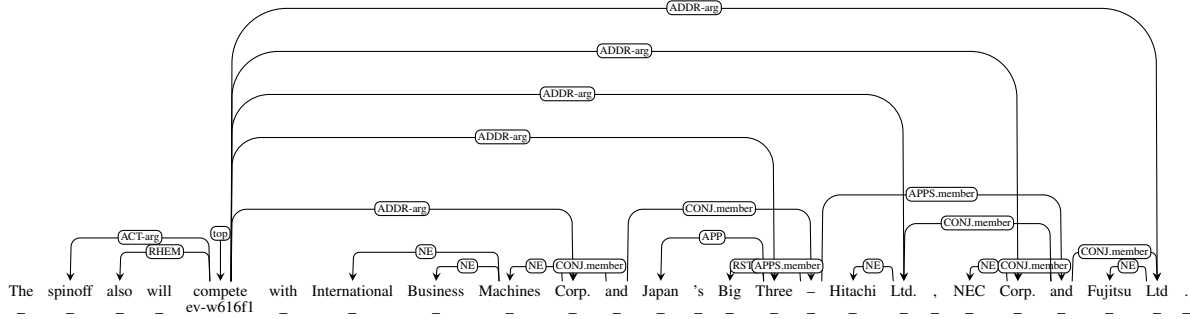 ADDR-arg
ADDR-arg
ADDR-arg
ADDR-arg
APPS.member
ADDR-arg CONJ.member
CONJ.member
ACT-arg top APP
RHEM NE CONJ.member
NE NE CONJ.member APPS.member NE NE CONJ.member NE
The spinoff also will compete with International Business Machines Corp. and Japan 's Big Three – Hitachi Ltd. , NEC Corp. and Fujitsu Ltd .
_ _ _ _ ev-w616f1 _ _ _ _ _ _ _ _ _ _ _ _ _ _ _ _ _ _ _ _